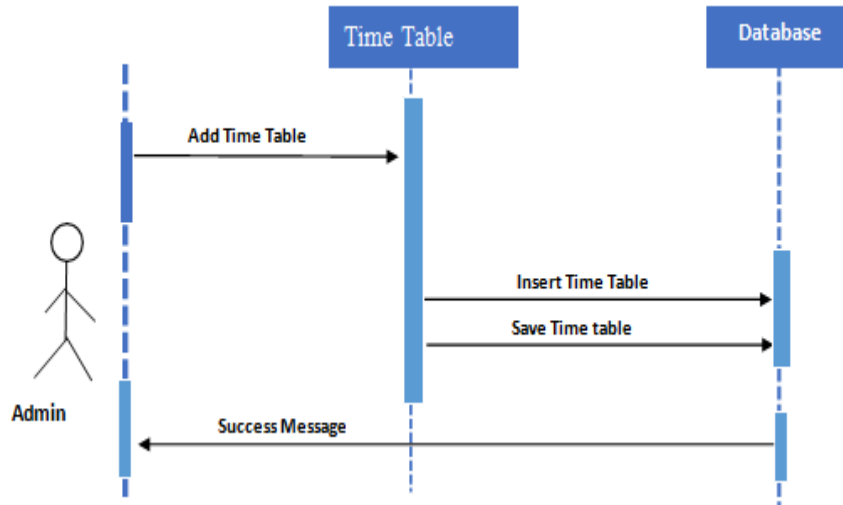 Time Table
Database
Add Time Table
Insert Time Table
Save Time table
Admin
Success Message